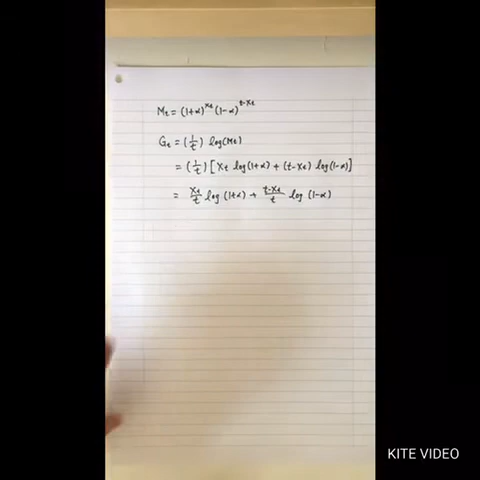 Mt = (1+α)^Xt (1-α)^t-Xt
Gt = (1/t) log(Mt)
= (1/t) [Xt log(1+α) + (t-Xt) log(1-α)]
= Xt/t log(1+α) + t-Xt/t log(1-α)
KITE VIDEO